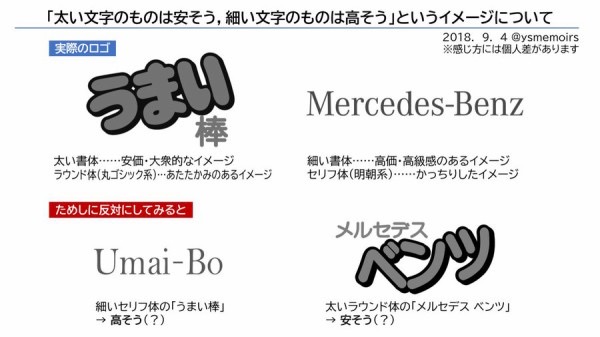 「太い文字のものは安そう，細い文字のものは高そう」というイメージについて
2018. 9. 4 @ysmemoirs
※感じ方には個人差があります
実際のロゴ
うまい
棒
Mercedes-Benz
太い書体……安価・大衆的なイメージ
ラウンド体(丸ゴシック系)…あたたかみのあるイメージ
細い書体……高価・高級感のあるイメージ
セリフ体(明朝系)……かっちりしたイメージ
ためしに反対にしてみると
Umai-Bo
メルセデス
ベンツ
細いセリフ体の「うまい棒」
→ 高そう(？)
太いラウンド体の「メルセデス ベンツ」
→ 安そう(？)